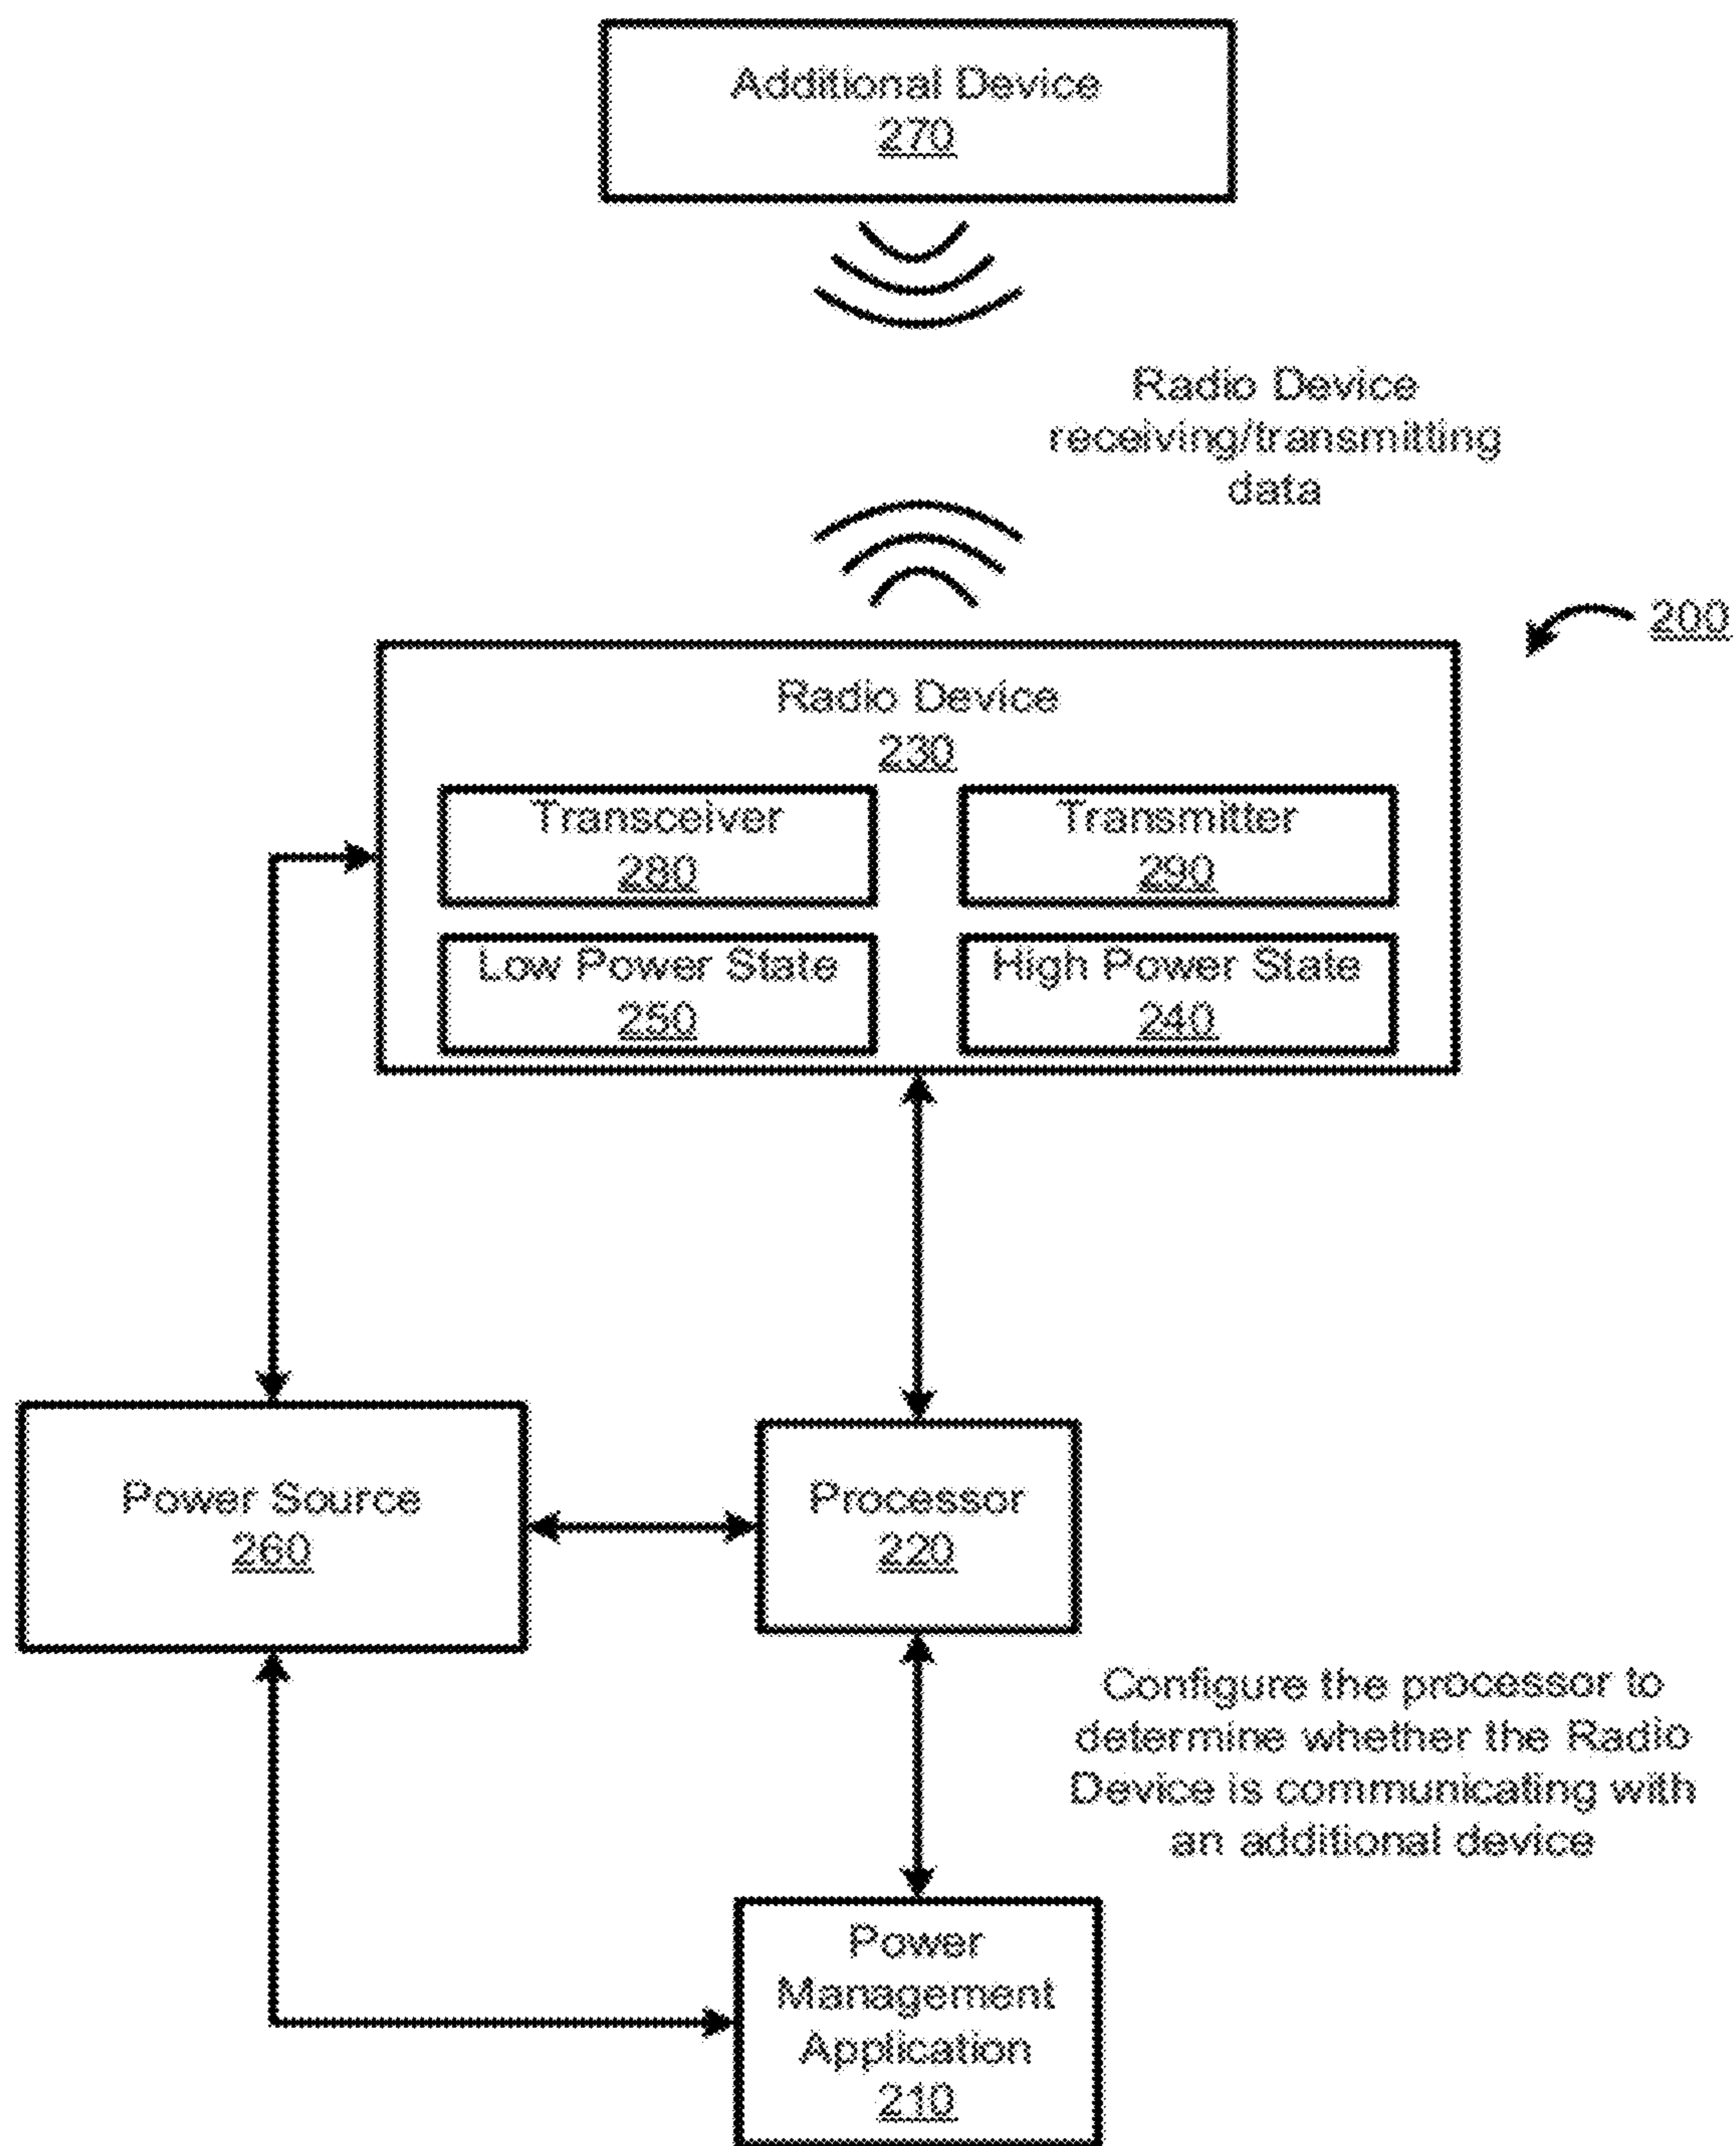 Additional Device
270
Radio Device
receiving/transmitting
data
200
Radio Device
230
Transceiver
280
Transmitter
290
Low Power State
250
High Power State
240
Power Source
260
Processor
220
Configure the processor to
determine whether the Radio
Device is communicating with
an additional device
Power
Management
Application
210